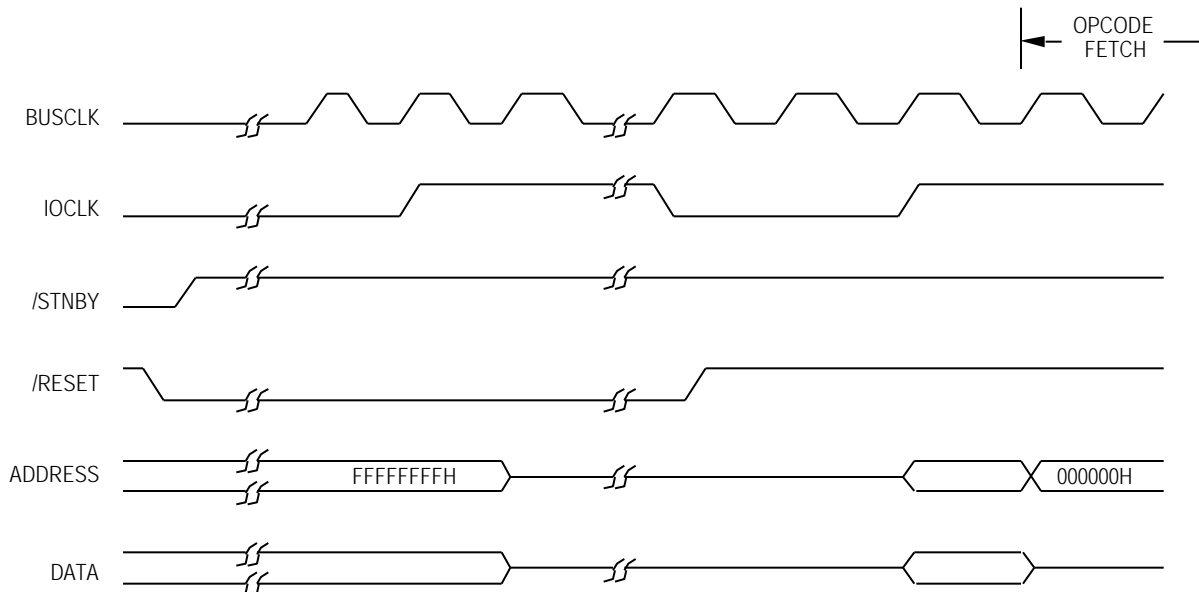 OPCODE
FETCH
BUSCLK
IOCLK
/STNBY
/RESET
ADDRESS
FFFFFFFFH
000000H
DATA